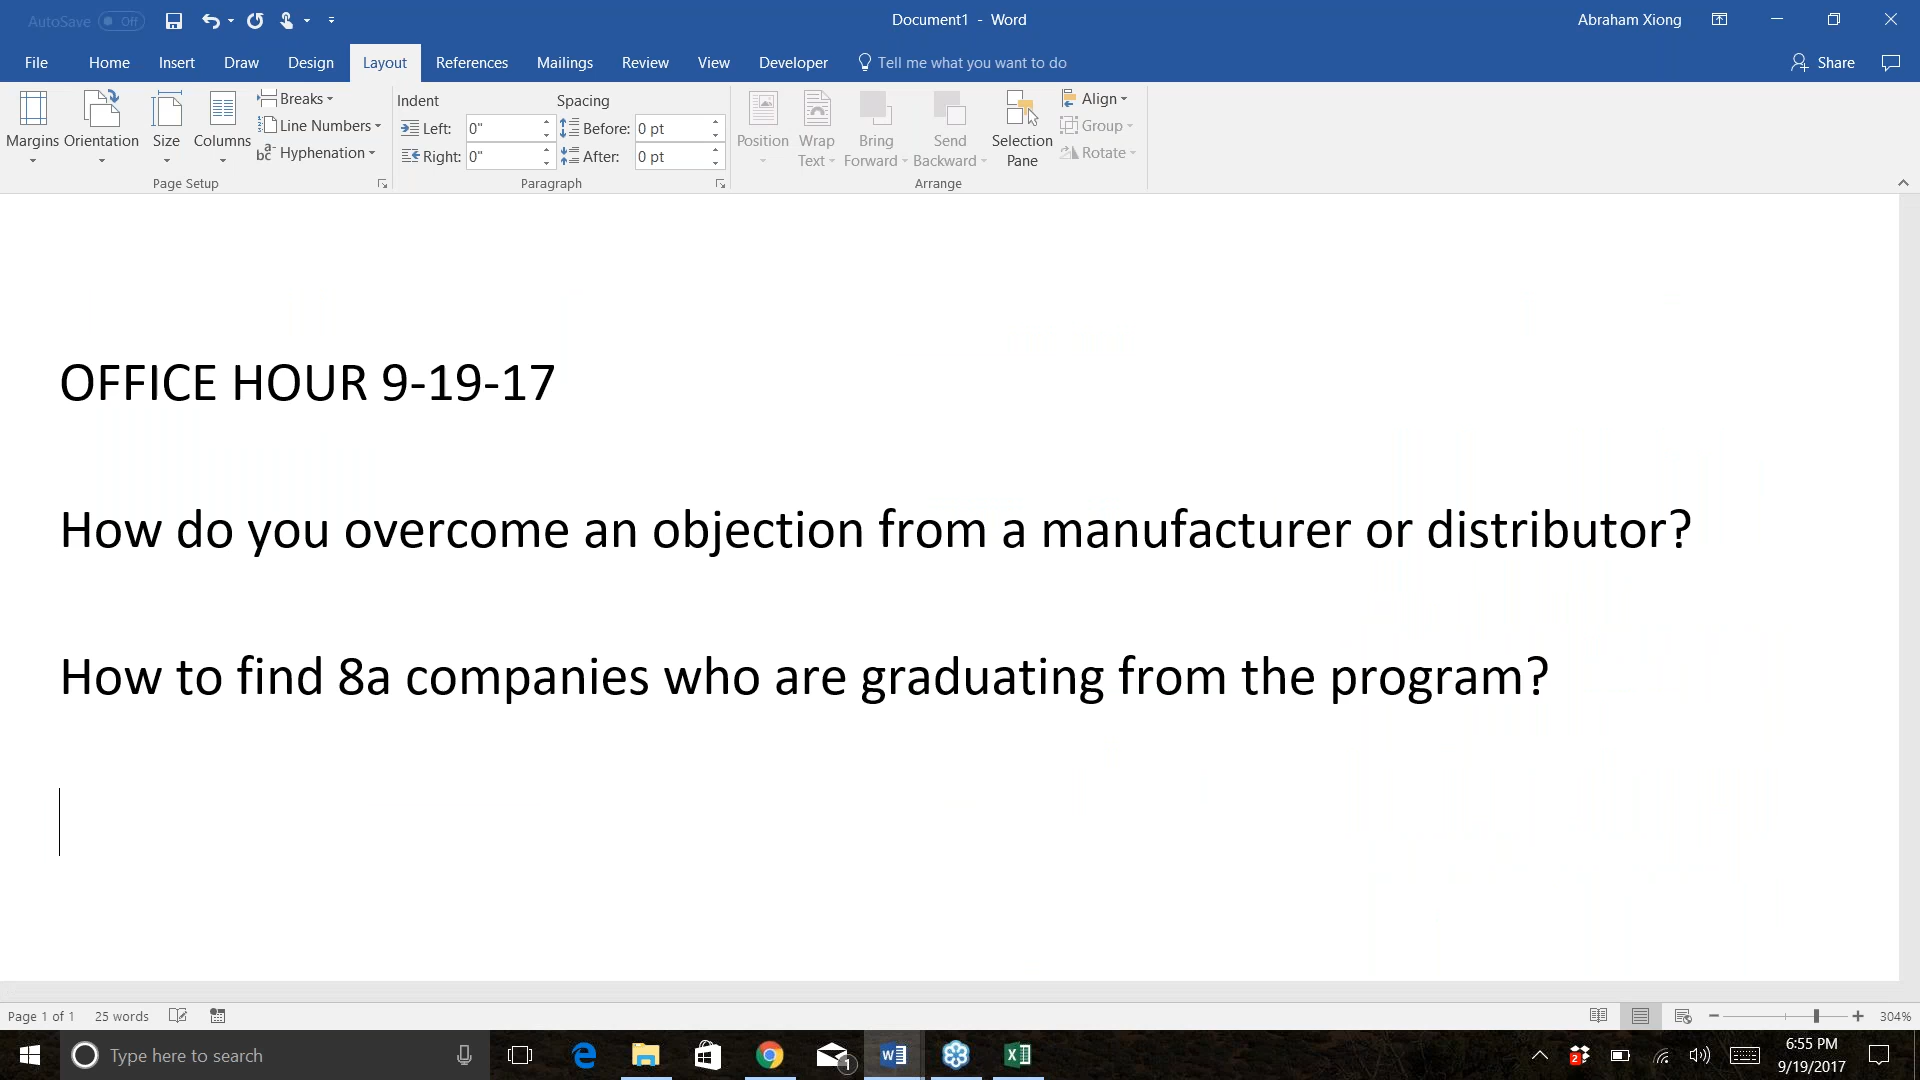 AutoSave Off
Document1 - Word
Abraham Xiong
File Home Insert Draw Design Layout References Mailings Review View Developer Tell me what you want to do Share
Margins
Orientation
Size
Columns
Breaks
Line Numbers
Hyphenation
Page Setup
Indent
Left: 0"
Right: 0"
Spacing
Before: 0 pt
After: 0 pt
Paragraph
Position
Wrap
Text
Bring
Forward
Send
Backward
Selection
Pane
Align
Group
Rotate
Arrange
OFFICE HOUR 9-19-17
How do you overcome an objection from a manufacturer or distributor?
How to find 8a companies who are graduating from the program?
Page 1 of 1 25 words
304%
Type here to search
1
2
6:55 PM
9/19/2017